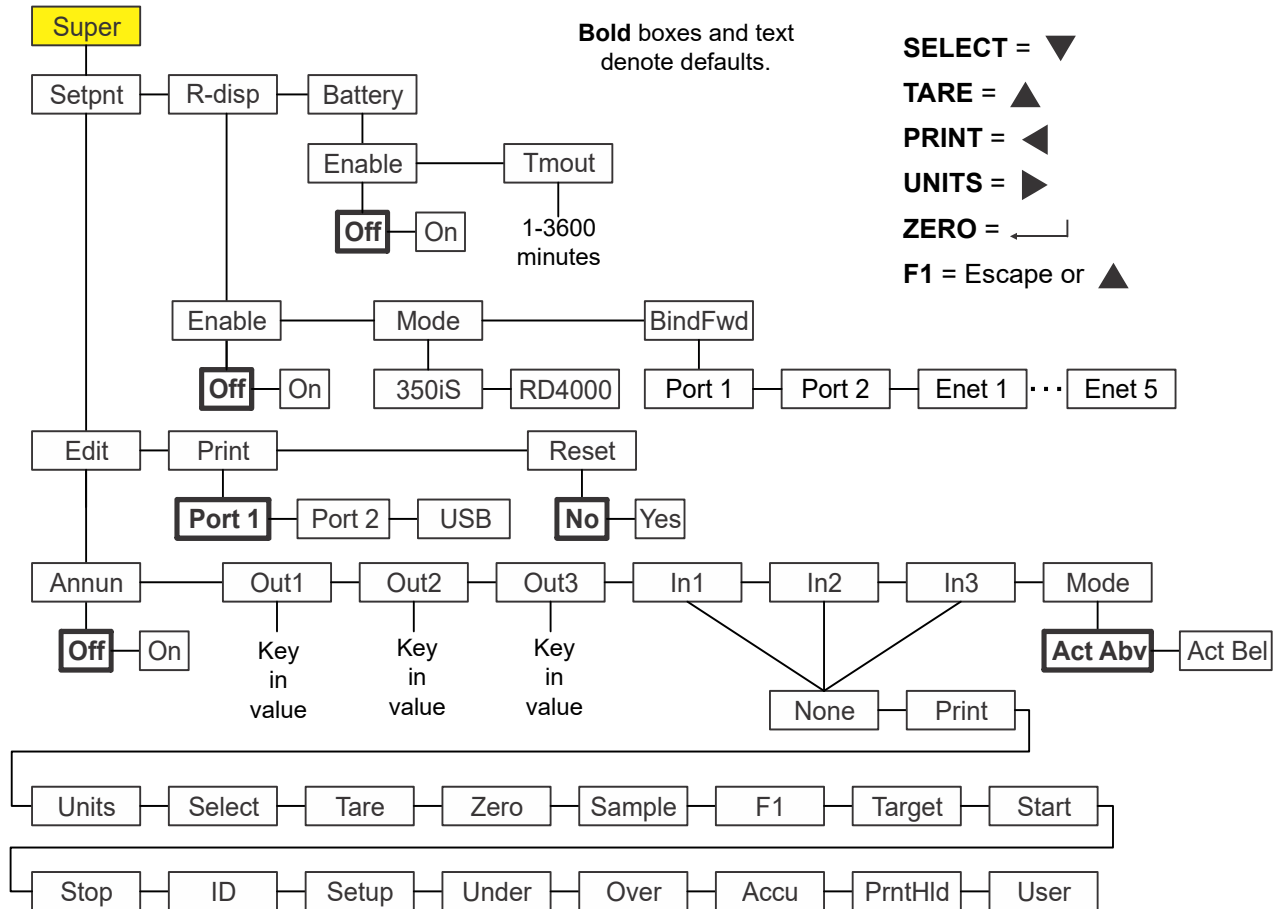 Super
Bold boxes and text
denote defaults.
SELECT =
TARE =
PRINT =
UNITS =
ZERO =
F1 = Escape or
Setpnt
R-disp
Battery
Enable
Tmout
Off
On
1-3600
minutes
Enable
Mode
BindFwd
Off
On
350iS
RD4000
Port 1
Port 2
Enet 1
Enet 5
Edit
Print
Reset
Port 1
Port 2
USB
No
Yes
Annun
Out1
Out2
Out3
In1
In2
In3
Mode
Off
On
Key
in
value
Key
in
value
Key
in
value
Act Abv
Act Bel
None
Print
Units
Select
Tare
Zero
Sample
F1
Target
Start
Stop
ID
Setup
Under
Over
Accu
PrntHld
User